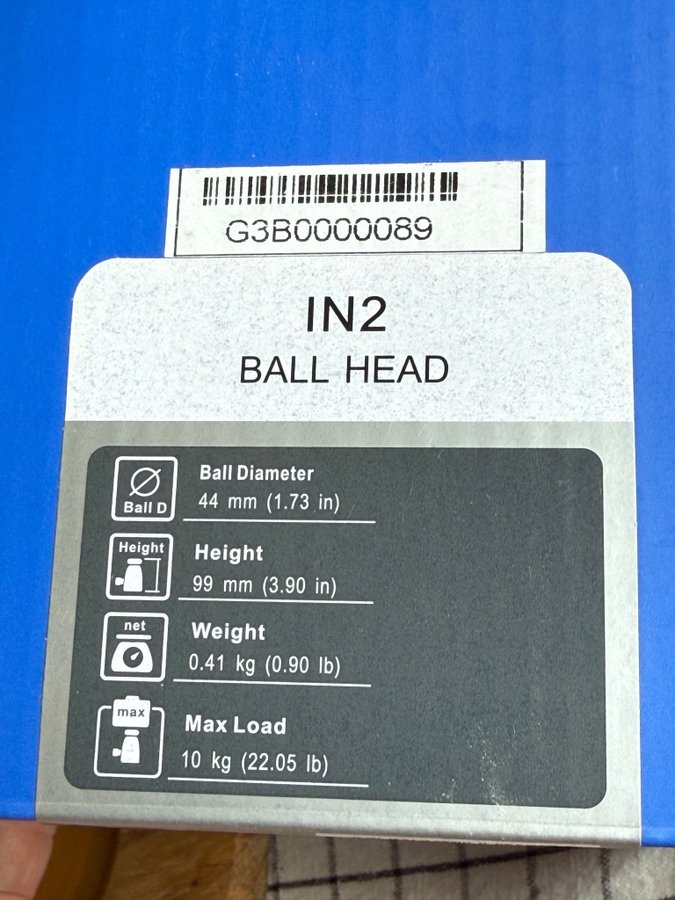 G3B0000089
IN2
BALL HEAD
Ball D
Ball Diameter
44 mm (1.73 in)
Height
Height
99 mm (3.90 in)
net
Weight
0.41 kg (0.90 lb)
max
Max Load
10 kg (22.05 lb)